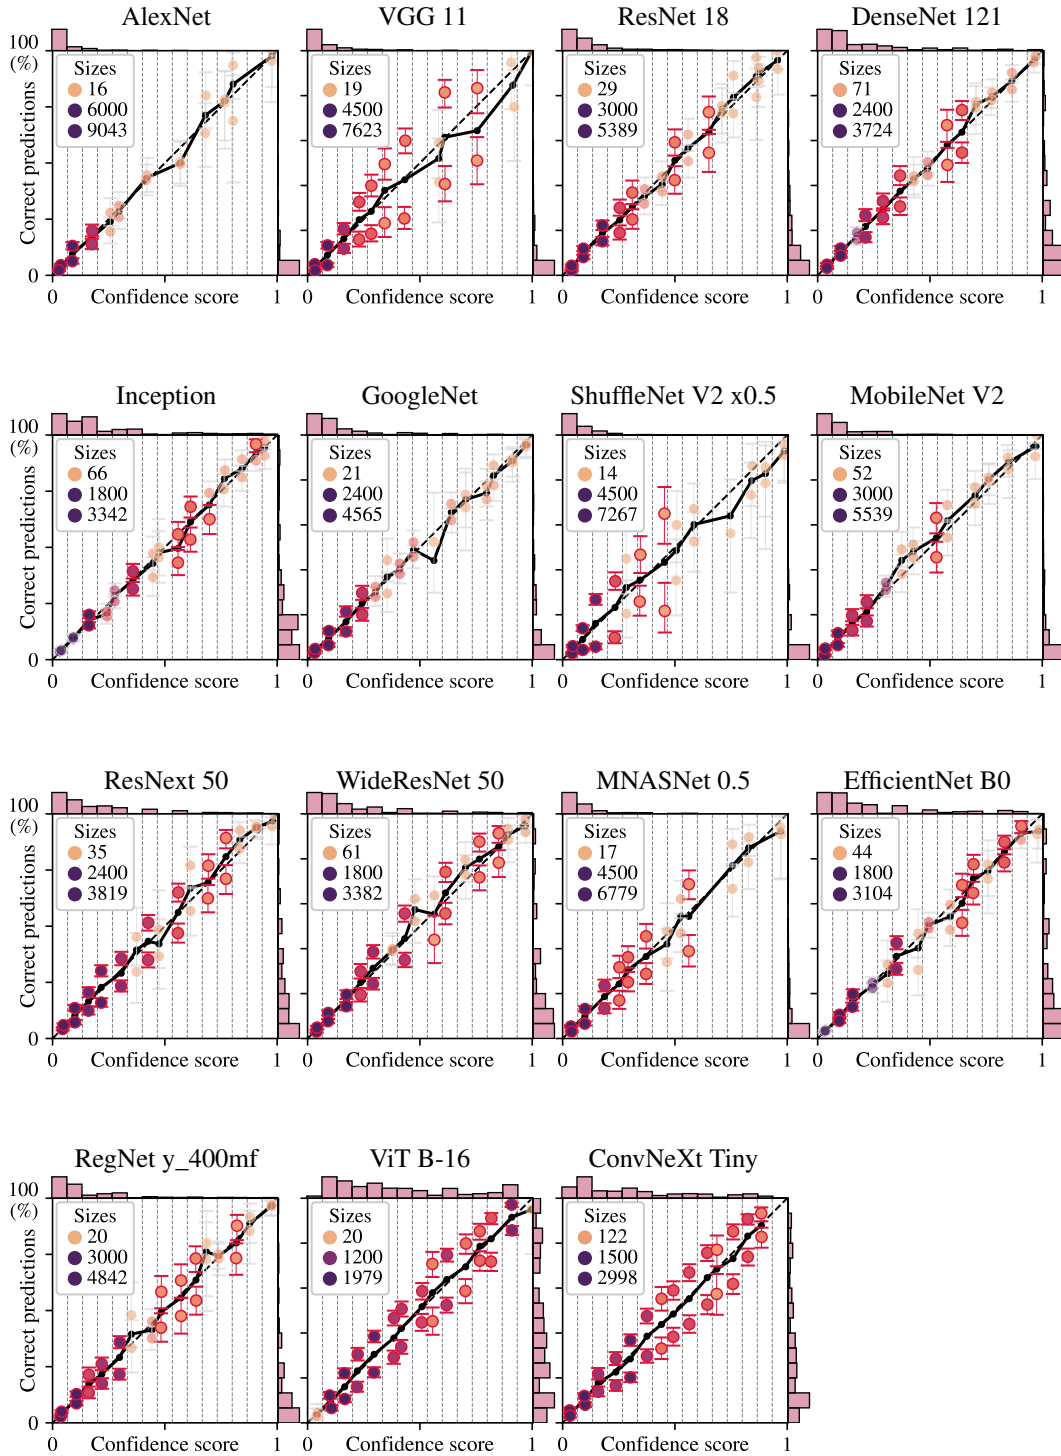 AlexNet
VGG 11
ResNet 18
DenseNet 121
100
(%)
Correct predictions
0
Sizes
16
6000
9043
Sizes
19
4500
7623
Sizes
29
3000
5389
Sizes
71
2400
3724
0 Confidence score 1
0 Confidence score 1
0 Confidence score 1
0 Confidence score 1
Inception
GoogleNet
ShuffleNet V2 x0.5
MobileNet V2
100
(%)
Correct predictions
0
Sizes
66
1800
3342
Sizes
21
2400
4565
Sizes
14
4500
7267
Sizes
52
3000
5539
0 Confidence score 1
0 Confidence score 1
0 Confidence score 1
0 Confidence score 1
ResNext 50
WideResNet 50
MNASNet 0.5
EfficientNet B0
100
(%)
Correct predictions
0
Sizes
35
2400
3819
Sizes
61
1800
3382
Sizes
17
4500
6779
Sizes
44
1800
3104
0 Confidence score 1
0 Confidence score 1
0 Confidence score 1
0 Confidence score 1
RegNet y_400mf
ViT B-16
ConvNeXt Tiny
100
(%)
Correct predictions
0
Sizes
20
3000
4842
Sizes
20
1200
1979
Sizes
122
1500
2998
0 Confidence score 1
0 Confidence score 1
0 Confidence score 1